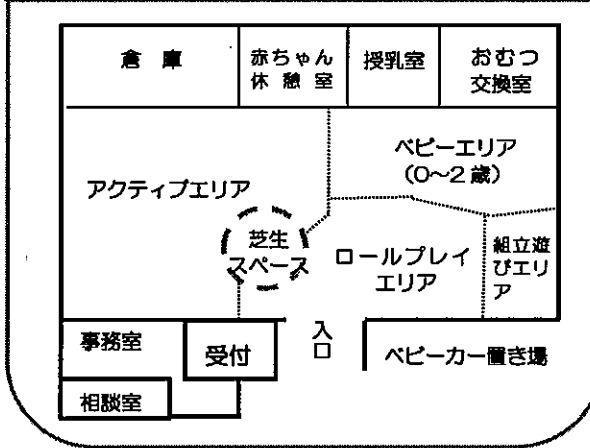 倉庫
赤ちゃん
休憩室
授乳室
おむつ
交換室
ベビーエリア
(0~2歳)
アクティブエリア
芝生
スペース
ロールプレイ
エリア
組立遊
びエリ
ア
事務室
受付
入
口
ベビーカー置き場
相談室